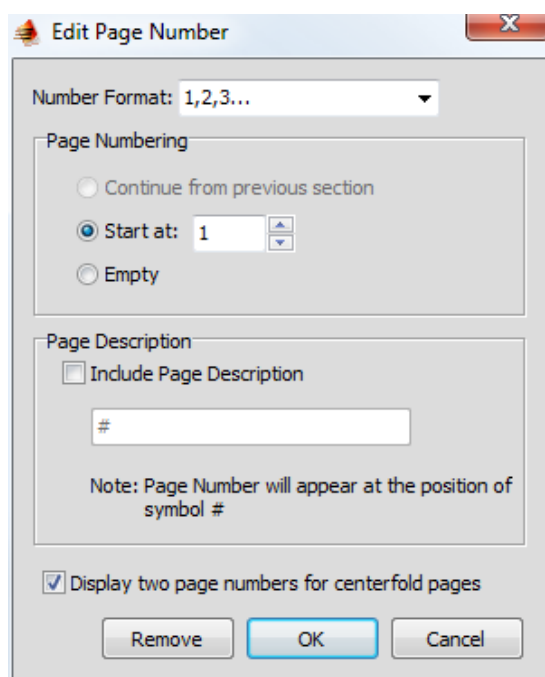 Edit Page Number
Number Format: 1,2,3...
Page Numbering
Continue from previous section
Start at: 1
Empty
Page Description
Include Page Description
#
Note: Page Number will appear at the position of
symbol #
Display two page numbers for centerfold pages
Remove OK Cancel